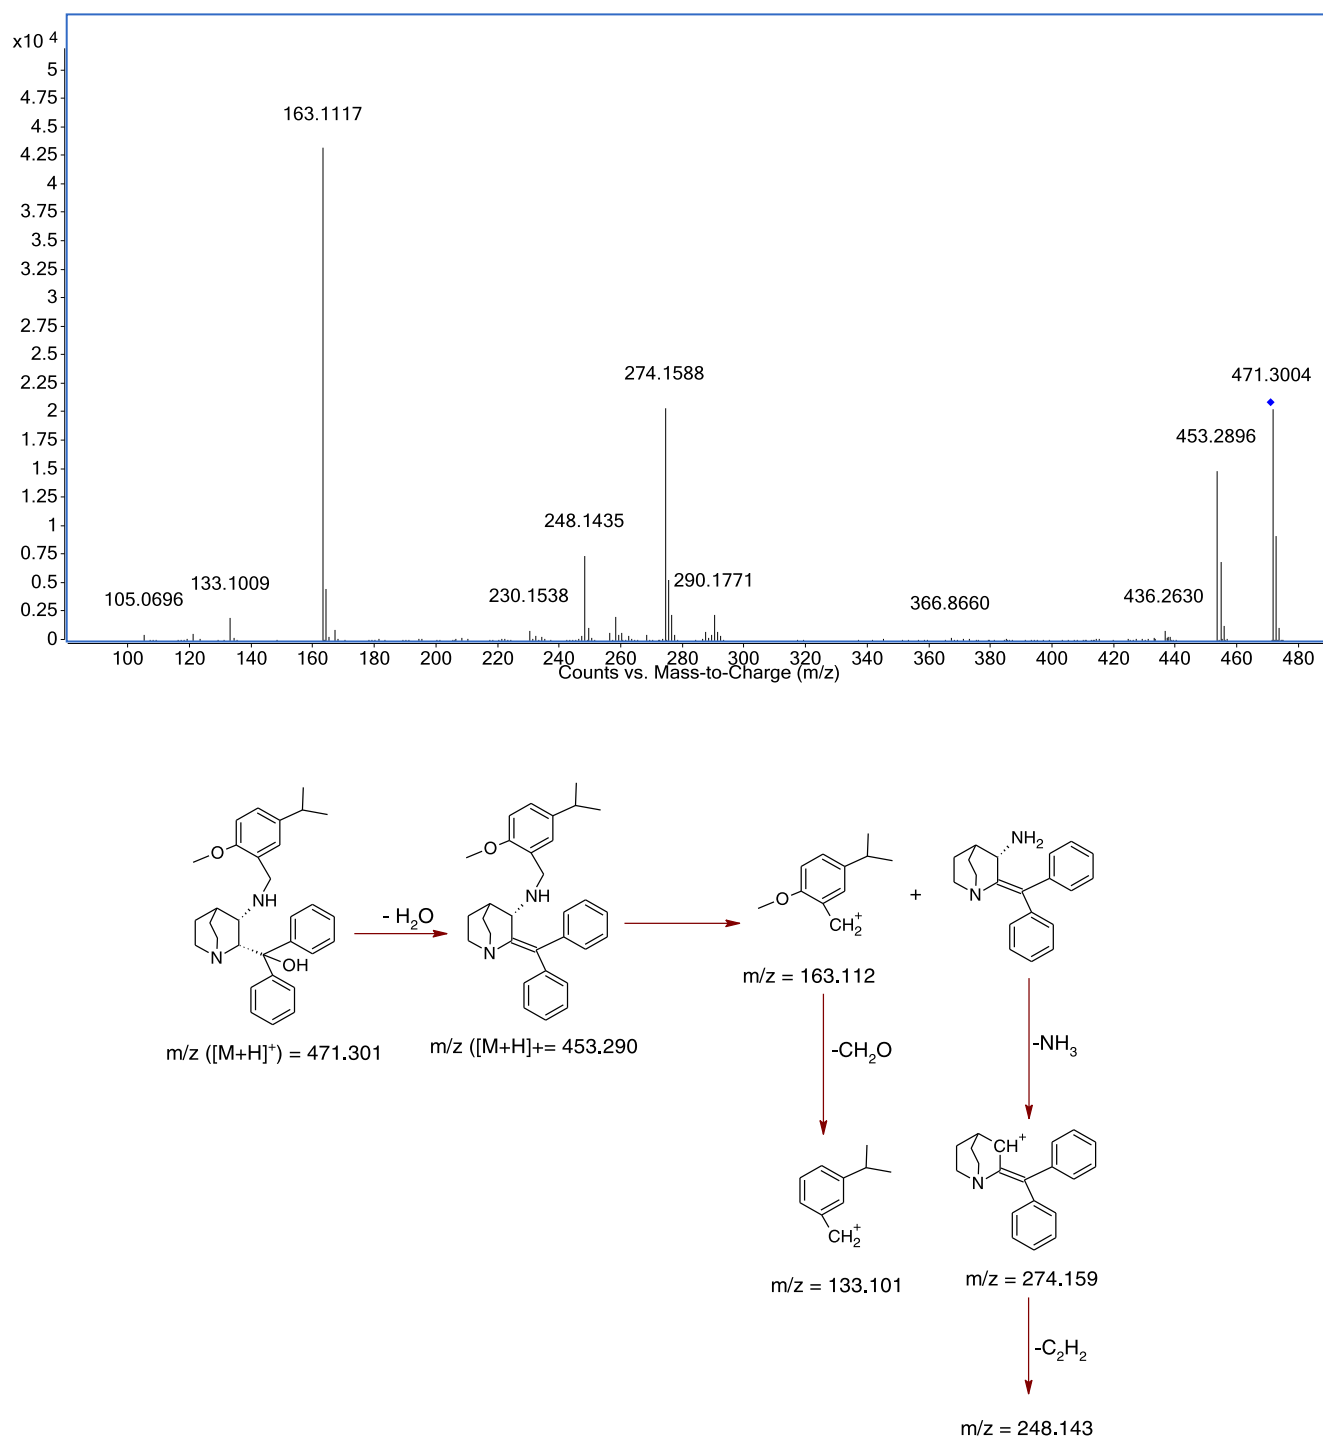 x10 4
5
4.75
4.5
4.25
4
3.75
3.5
3.25
3
2.75
2.5
2.25
2
1.75
1.5
1.25
1
0.75
0.5
0.25
0
163.1117
274.1588
471.3004
453.2896
248.1435
290.1771
133.1009
105.0696
230.1538
366.8660
436.2630
100 120 140 160 180 200 220 240 260 280 300 320 340 360 380 400 420 440 460 480
Counts vs. Mass-to-Charge (m/z)
O
NH
N
OH
m/z ([M+H]⁺) = 471.301
- H₂O
O
NH
N
m/z ([M+H]+= 453.290
O
CH₂⁺
m/z = 163.112
+
NH₂
N
-CH₂O
-NH₃
CH₂⁺
m/z = 133.101
CH⁺
N
m/z = 274.159
-C₂H₂
m/z = 248.143